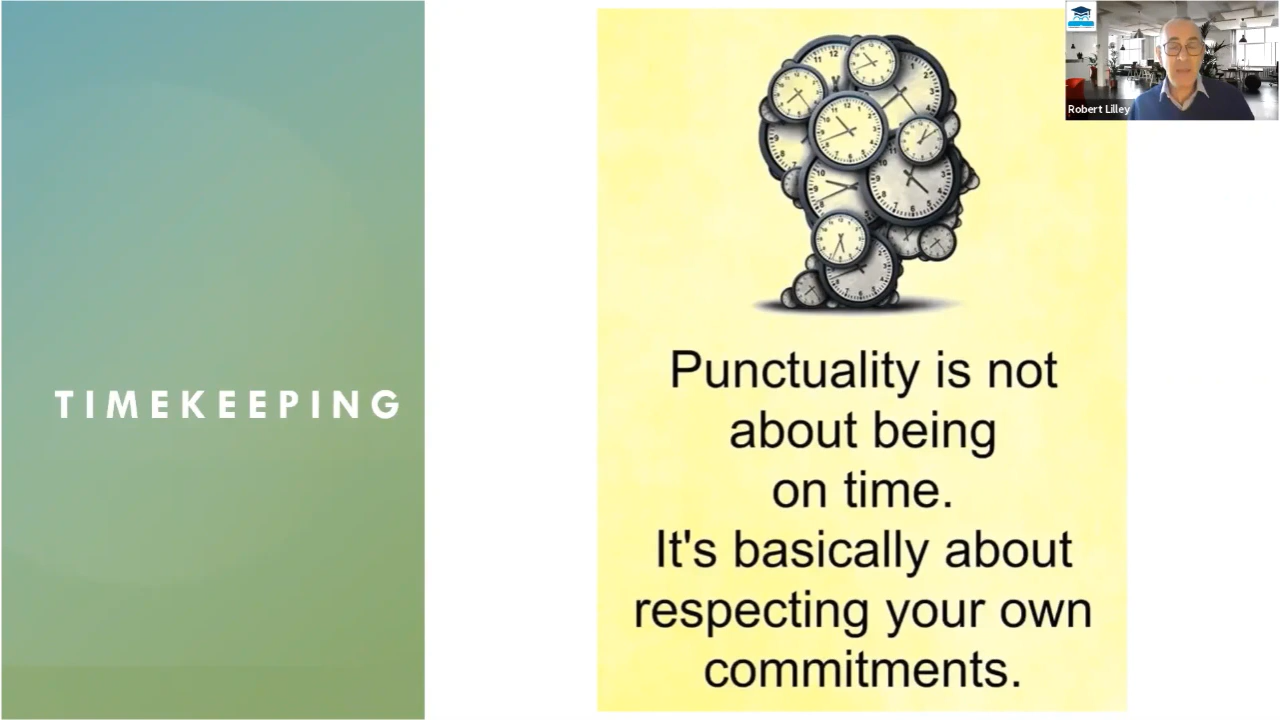 TIMEKEEPING
Punctuality is not
about being
on time.
It's basically about
respecting your own
commitments.
Robert Lilley